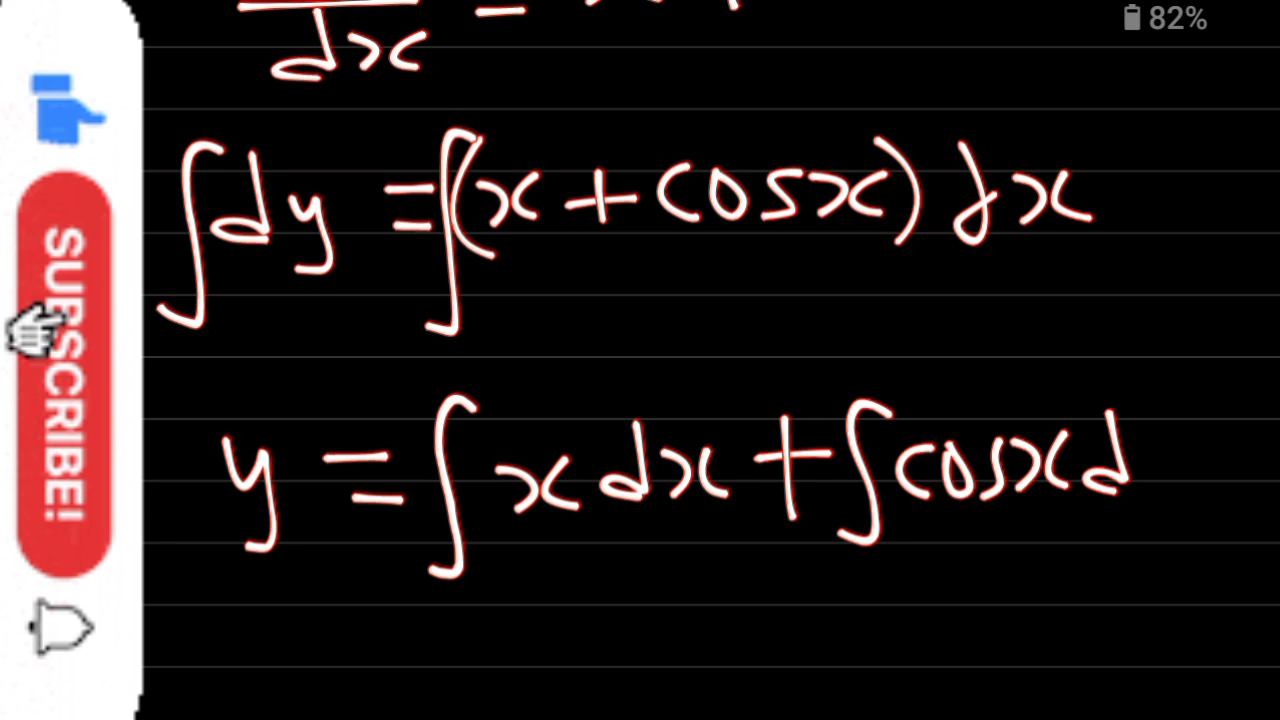 82%
dx =
∫dy = ∫(x + cosx) dx
y = ∫x dx + ∫cosx d
SUBSCRIBE!